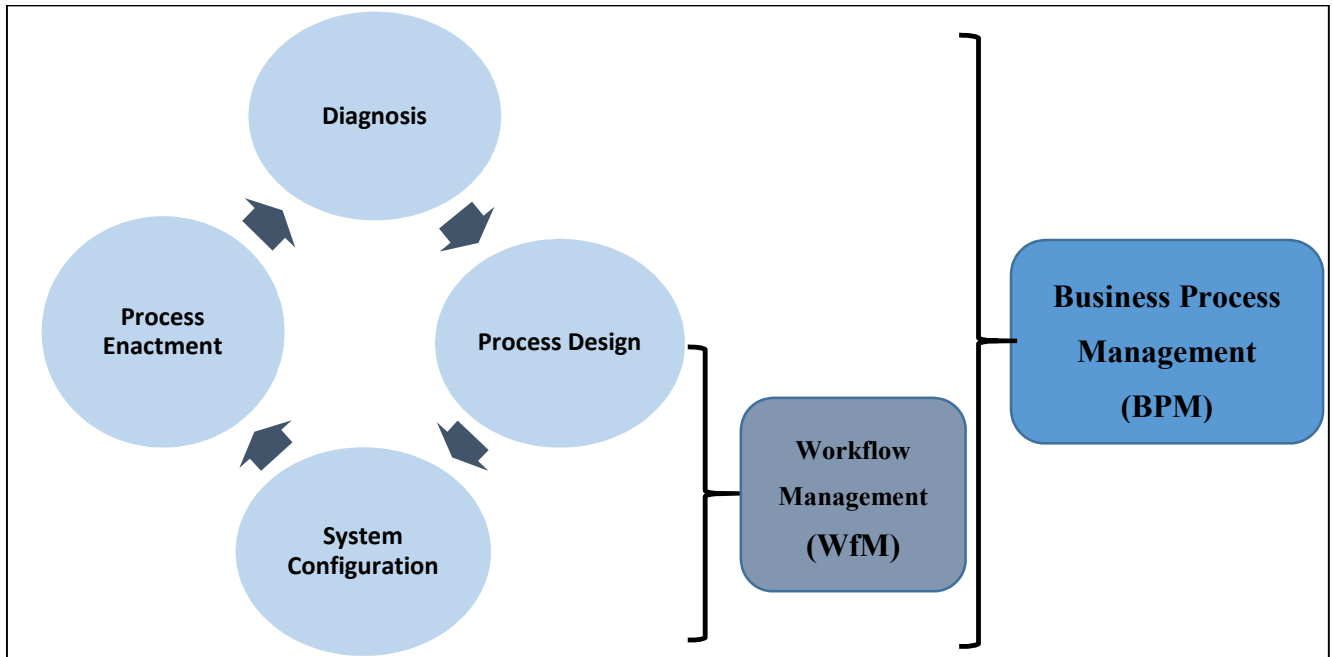 Diagnosis
Process
Enactment
Process Design
System
Configuration
Workflow
Management
(WfM)
Business Process
Management
(BPM)